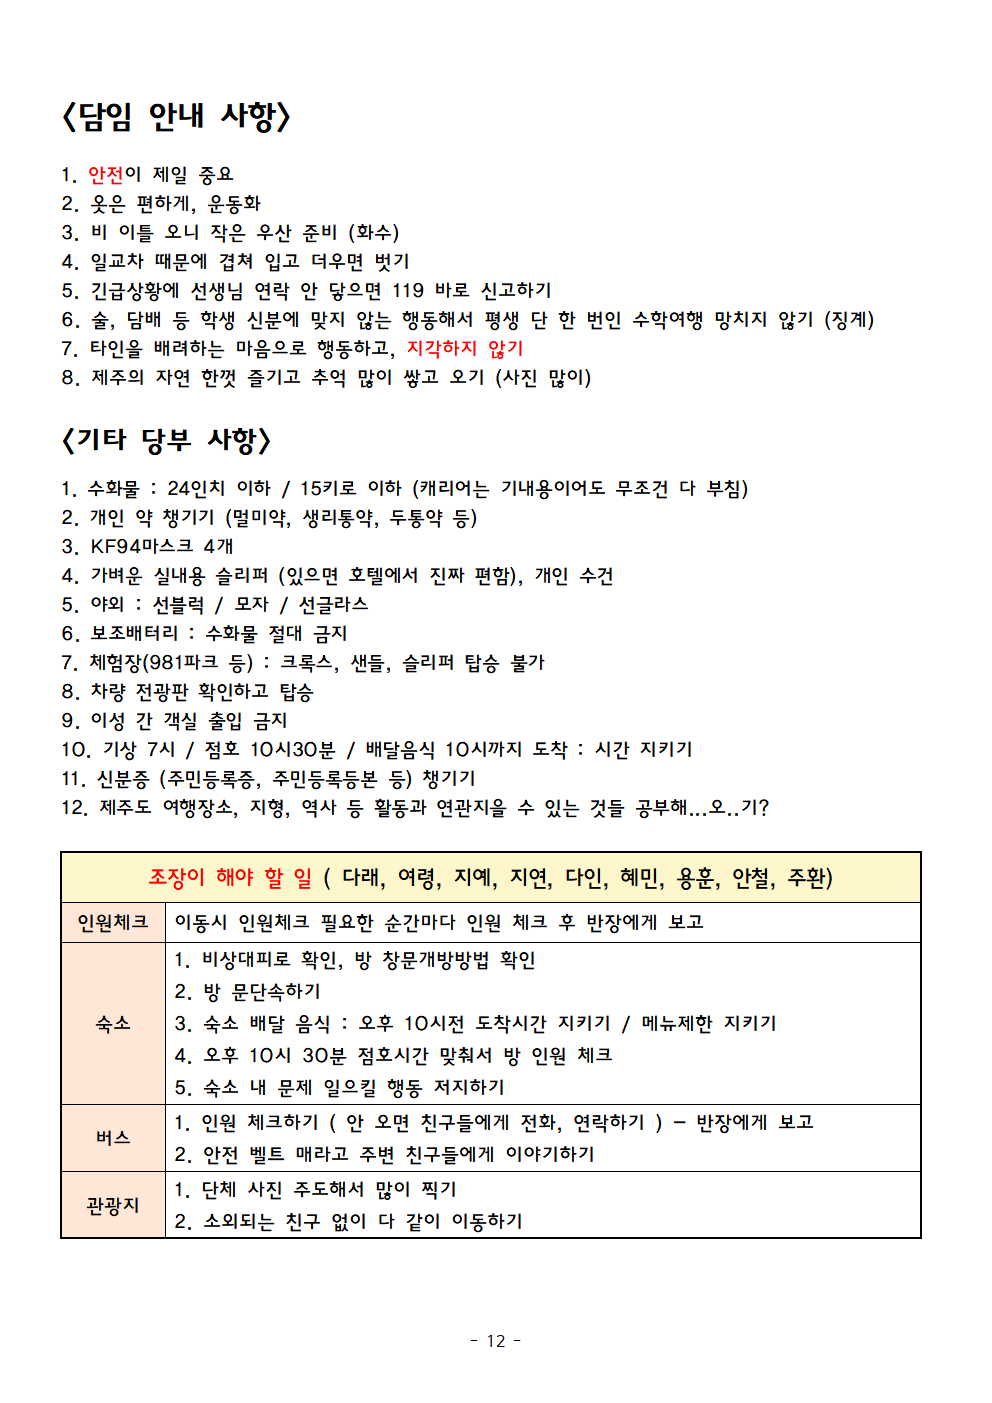 <담임 안내 사항>
1. 안전이 제일 중요
2. 옷은 편하게, 운동화
3. 비 이틀 오니 작은 우산 준비 (화수)
4. 일교차 때문에 겹쳐 입고 더우면 벗기
5. 긴급상황에 선생님 연락 안 닿으면 119 바로 신고하기
6. 술, 담배 등 학생 신분에 맞지 않는 행동해서 평생 단 한 번인 수학여행 망치지 않기 (징계)
7. 타인을 배려하는 마음으로 행동하고, 지각하지 않기
8. 제주의 자연 한껏 즐기고 추억 많이 쌓고 오기 (사진 많이)
<기타 당부 사항>
1. 수화물 : 24인치 이하 / 15키로 이하 (캐리어는 기내용이어도 무조건 다 부침)
2. 개인 약 챙기기 (멀미약, 생리통약, 두통약 등)
3. KF94마스크 4개
4. 가벼운 실내용 슬리퍼 (있으면 호텔에서 진짜 편함), 개인 수건
5. 야외 : 선블럭 / 모자 / 선글라스
6. 보조배터리 : 수화물 절대 금지
7. 체험장(981파크 등) : 크록스, 샌들, 슬리퍼 탑승 불가
8. 차량 전광판 확인하고 탑승
9. 이성 간 객실 출입 금지
10. 기상 7시 / 점호 10시30분 / 배달음식 10시까지 도착 : 시간 지키기
11. 신분증 (주민등록증, 주민등록등본 등) 챙기기
12. 제주도 여행장소, 지형, 역사 등 활동과 연관지을 수 있는 것들 공부해...오..기?
조장이 해야 할 일 ( 다래, 여령, 지예, 지연, 다인, 혜민, 용훈, 안철, 주환)
인원체크 이동시 인원체크 필요한 순간마다 인원 체크 후 반장에게 보고
숙소
1. 비상대피로 확인, 방 창문개방방법 확인
2. 방 문단속하기
3. 숙소 배달 음식 : 오후 10시전 도착시간 지키기 / 메뉴제한 지키기
4. 오후 10시 30분 점호시간 맞춰서 방 인원 체크
5. 숙소 내 문제 일으킬 행동 저지하기
버스
1. 인원 체크하기 ( 안 오면 친구들에게 전화, 연락하기 ) - 반장에게 보고
2. 안전 벨트 매라고 주변 친구들에게 이야기하기
관광지
1. 단체 사진 주도해서 많이 찍기
2. 소외되는 친구 없이 다 같이 이동하기
- 12 -